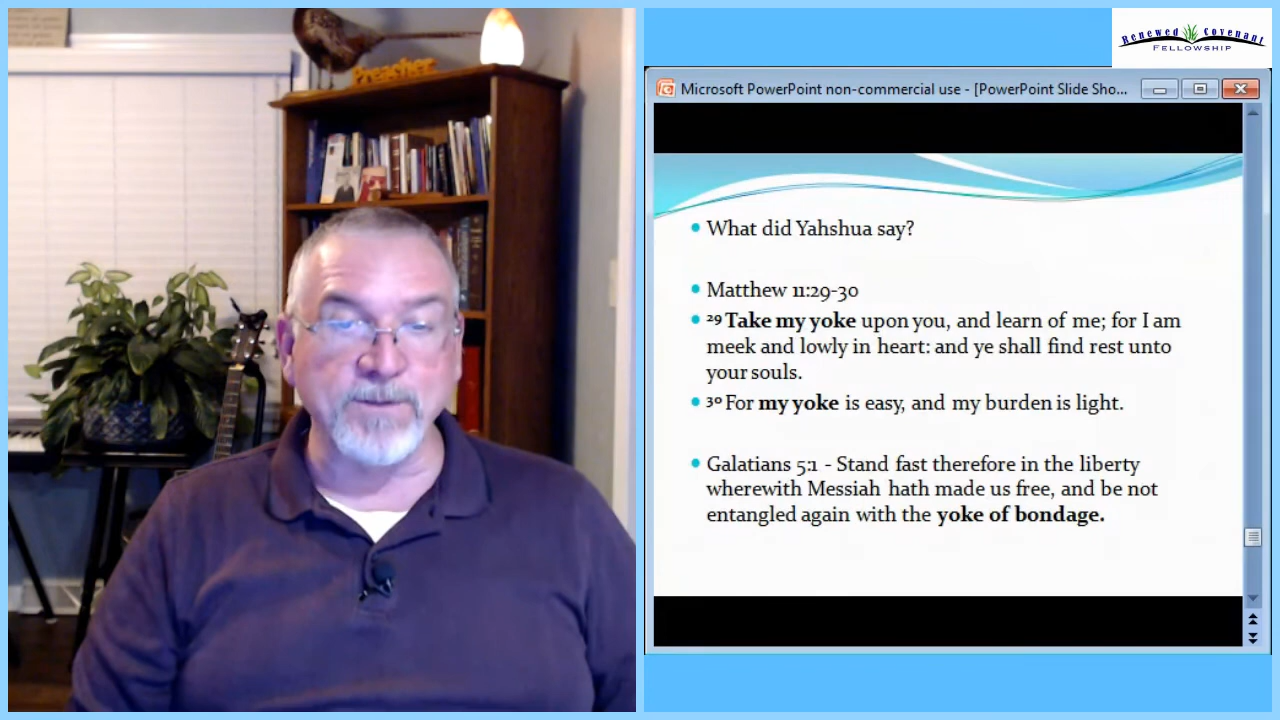 Preacher
Renewed Covenant
FELLOWSHIP
Microsoft PowerPoint non-commercial use - [PowerPoint Slide Sho...
• What did Yahshua say?
• Matthew 11:29-30
• 29 Take my yoke upon you, and learn of me; for I am
meek and lowly in heart: and ye shall find rest unto
your souls.
• 30 For my yoke is easy, and my burden is light.
• Galatians 5:1 - Stand fast therefore in the liberty
wherewith Messiah hath made us free, and be not
entangled again with the yoke of bondage.